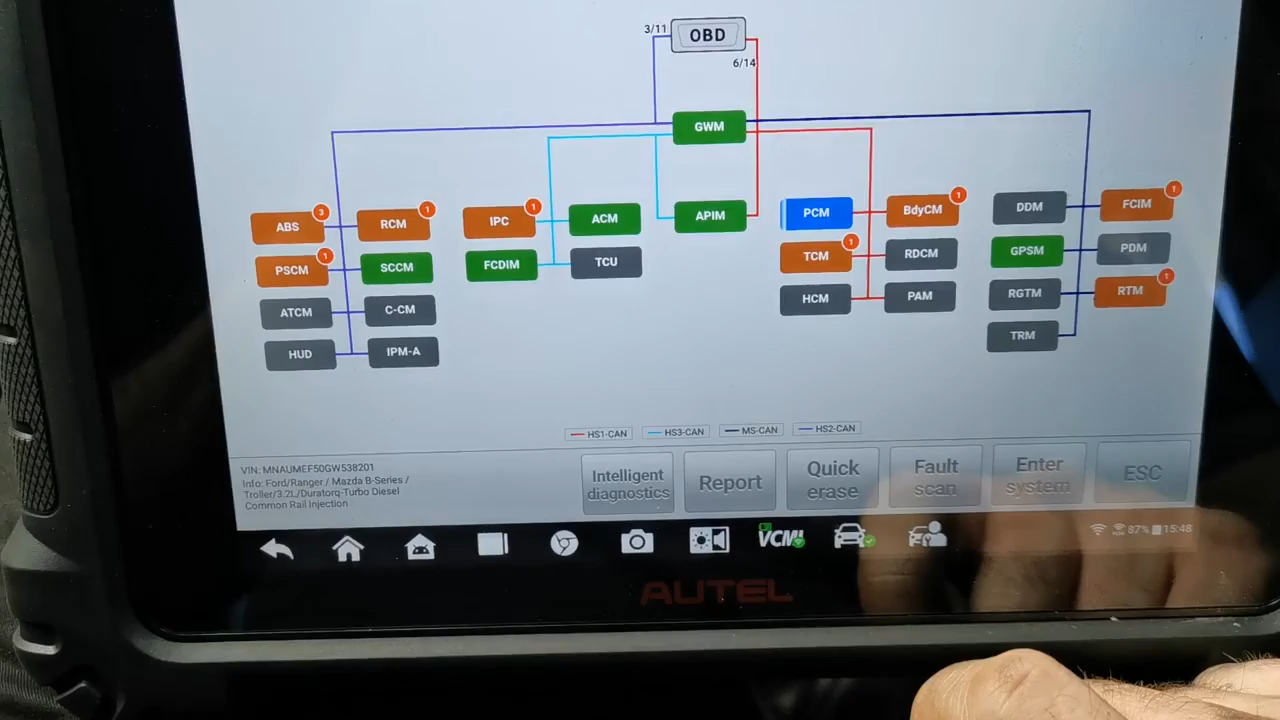 OBD
3/11
6/14
GWM
ABS 3
RCM 1
IPC 1
ACM
APIM
PCM
BdyCM 1
DDM
FCIM 1
PSCM 1
SCCM
FCDIM
TCU
TCM 1
RDCM
GPSM
PDM
ATCM
C-CM
HCM
PAM
RGTM
RTM 1
HUD
IPM-A
TRM
HS1-CAN
HS3-CAN
MS-CAN
HS2-CAN
VIN: MNAUMEF50GW538201
Info: Ford/Ranger / Mazda B-Series /
Troller/3.2L/Duratorq-Turbo Diesel
Common Rail Injection
Intelligent
diagnostics
Report
Quick
erase
Fault
scan
Enter
system
ESC
VCMI
87%
15:48
AUTEL